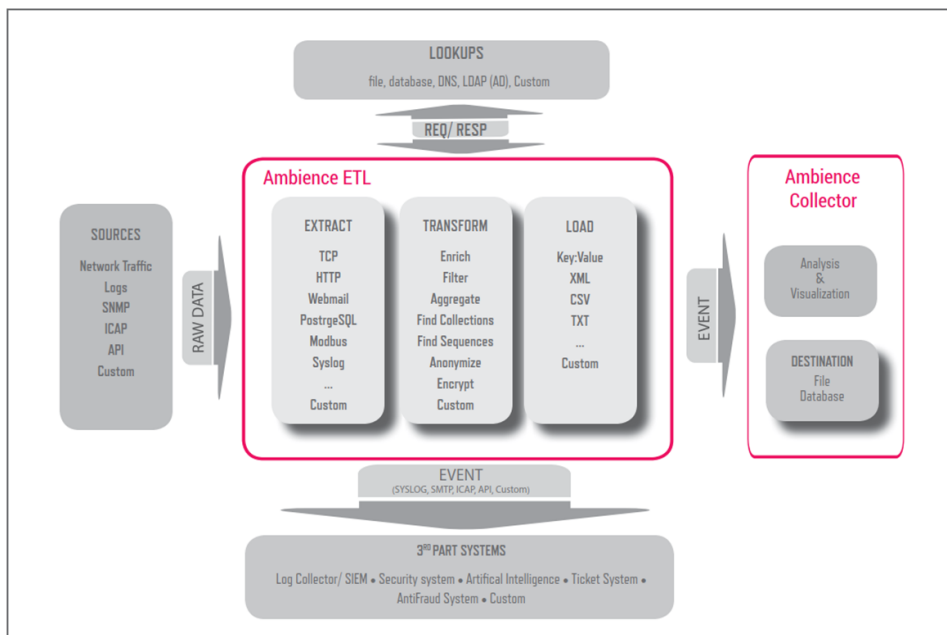 LOOKUPS
file, database, DNS, LDAP (AD), Custom
REQ/ RESP
Ambience ETL
Ambience
Collector
SOURCES
Network Traffic
Logs
SNMP
ICAP
API
Custom
RAW DATA
EXTRACT
TCP
HTTP
Webmail
PostrgeSQL
Modbus
Syslog
...
Custom
TRANSFORM
Enrich
Filter
Aggregate
Find Collections
Find Sequences
Anonymize
Encrypt
Custom
LOAD
Key:Value
XML
CSV
TXT
...
Custom
EVENT
Analysis
&
Visualization
DESTINATION
File
Database
EVENT
(SYSLOG, SMTP, ICAP, API, Custom)
3RD PART SYSTEMS
Log Collector/ SIEM • Security system • Artifical Intelligence • Ticket System •
AntiFraud System • Custom